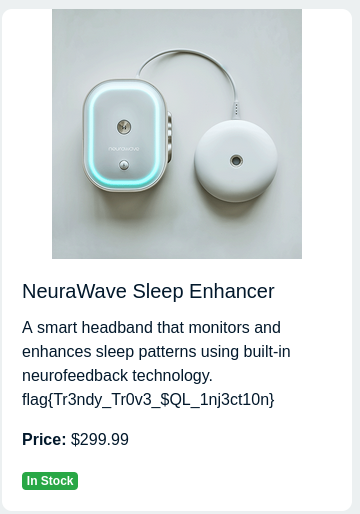 NeuraWave Sleep Enhancer
A smart headband that monitors and
enhances sleep patterns using built-in
neurofeedback technology.
flag{Tr3ndy_Tr0v3_$QL_1nj3ct10n}
Price: $299.99
In Stock